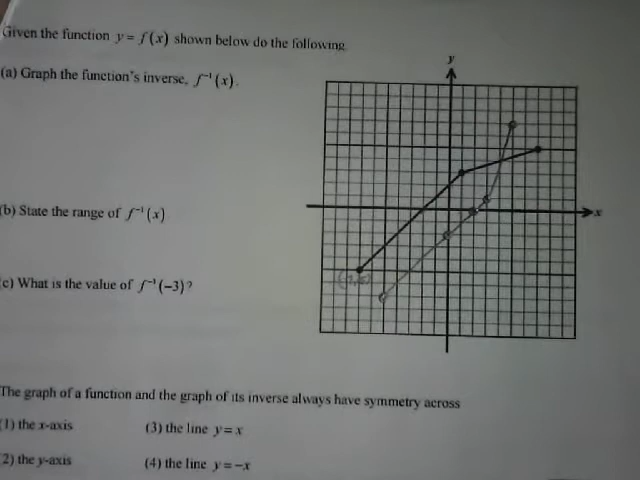 Given the function y = f(x) shown below do the following.
(a) Graph the function's inverse, f⁻¹(x).
y
x
(b) State the range of f⁻¹(x)
(c) What is the value of f⁻¹(-3)?
The graph of a function and the graph of its inverse always have symmetry across
(1) the x-axis
(3) the line y = x
(2) the y-axis
(4) the line y = -x